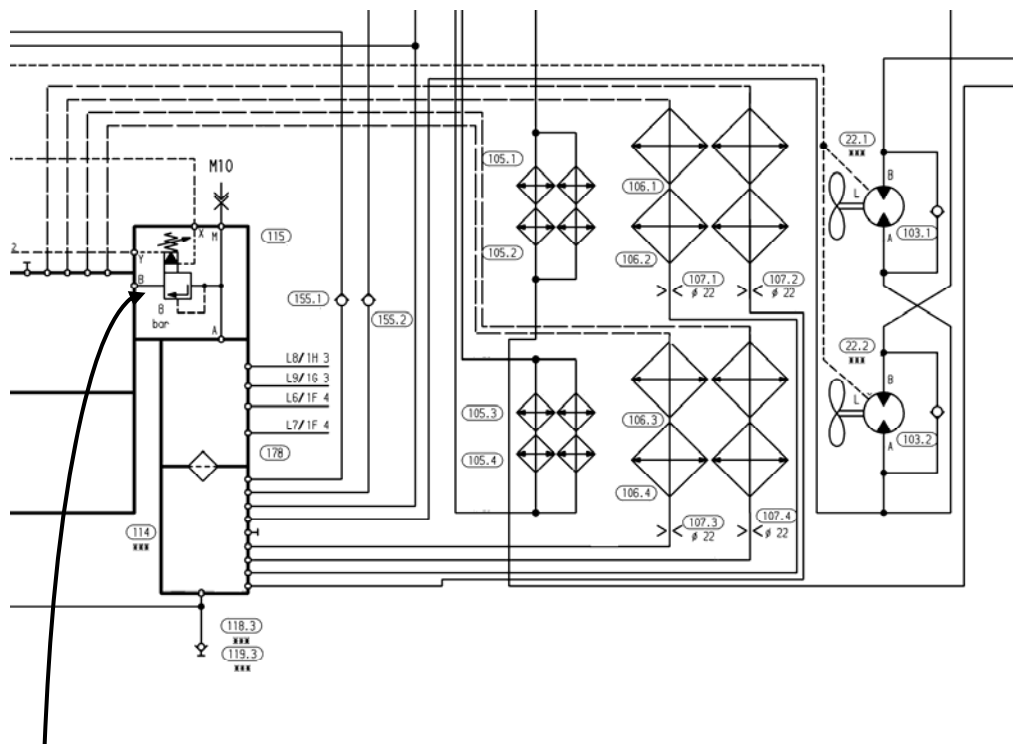 M10
X
M
115
2
Y
B
8
bar
A
155.1
155.2
L8/1H 3
L9/1G 3
L6/1F 4
L7/1F 4
178
114
***
118.3
***
119.3
***
105.1
105.2
106.1
106.2
107.1
ø 22
107.2
ø 22
105.3
105.4
106.3
106.4
107.3
ø 22
107.4
ø 22
22.1
***
B
L
A
103.1
22.2
***
B
L
A
103.2